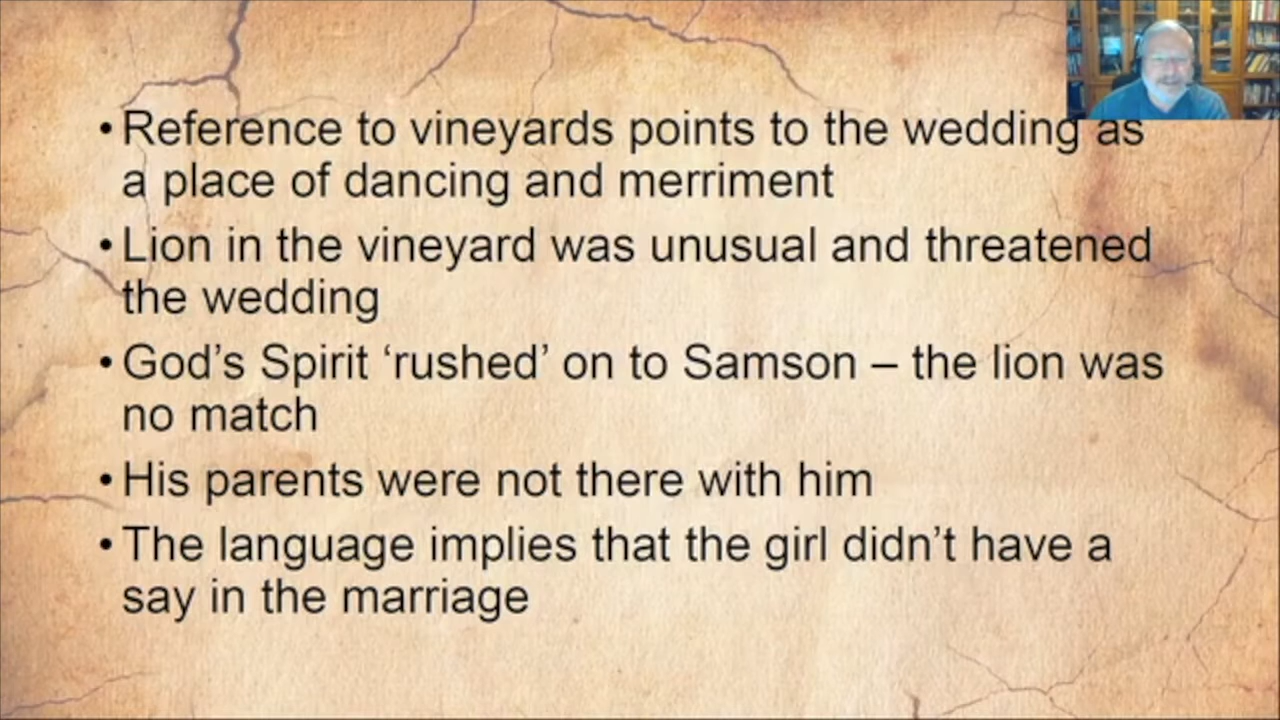 • Reference to vineyards points to the wedding as
a place of dancing and merriment
• Lion in the vineyard was unusual and threatened
the wedding
• God’s Spirit ‘rushed’ on to Samson – the lion was
no match
• His parents were not there with him
• The language implies that the girl didn’t have a
say in the marriage